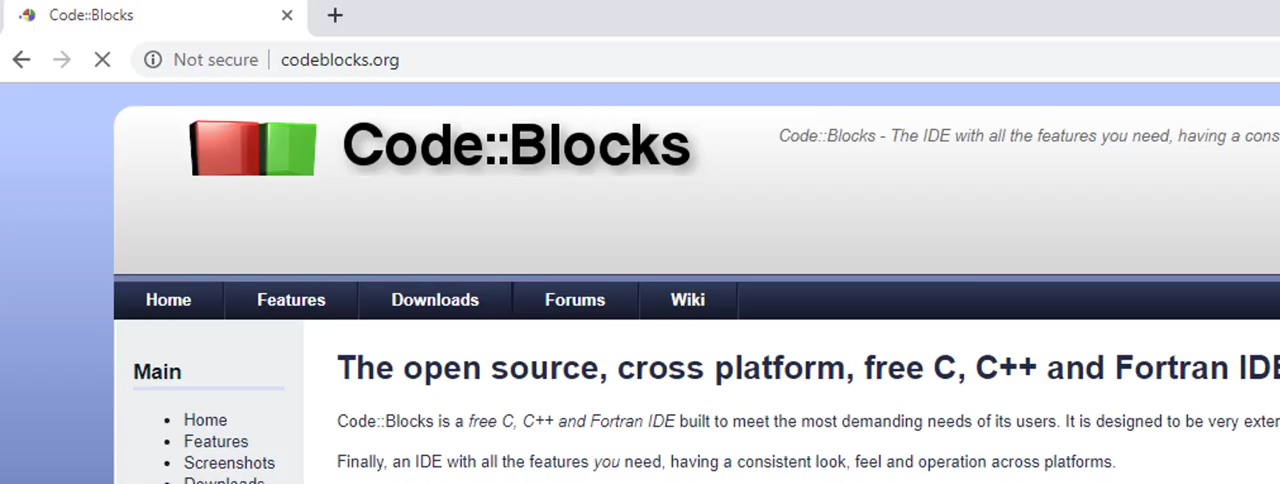 Code::Blocks
Not secure codeblocks.org
Code::Blocks
Code::Blocks - The IDE with all the features you need, having a cons
Home Features Downloads Forums Wiki
Main
Home
Features
Screenshots
Downloads
The open source, cross platform, free C, C++ and Fortran IDE
Code::Blocks is a free C, C++ and Fortran IDE built to meet the most demanding needs of its users. It is designed to be very exten
Finally, an IDE with all the features you need, having a consistent look, feel and operation across platforms.